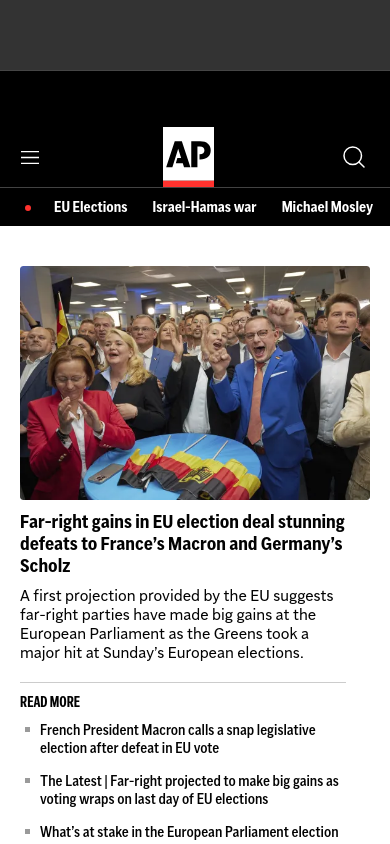 AP
EU Elections Israel-Hamas war Michael Mosley
Far-right gains in EU election deal stunning
defeats to France’s Macron and Germany’s
Scholz
A first projection provided by the EU suggests
far-right parties have made big gains at the
European Parliament as the Greens took a
major hit at Sunday’s European elections.
READ MORE
French President Macron calls a snap legislative
election after defeat in EU vote
The Latest | Far-right projected to make big gains as
voting wraps on last day of EU elections
What’s at stake in the European Parliament election